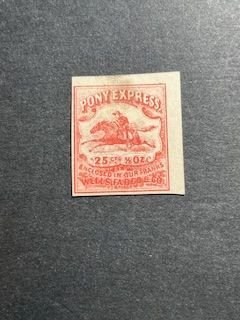 PONY EXPRESS.
25 cts ½ OZ.
ENCLOSED IN OUR FRANKS
WELLS, FARGO & CO.